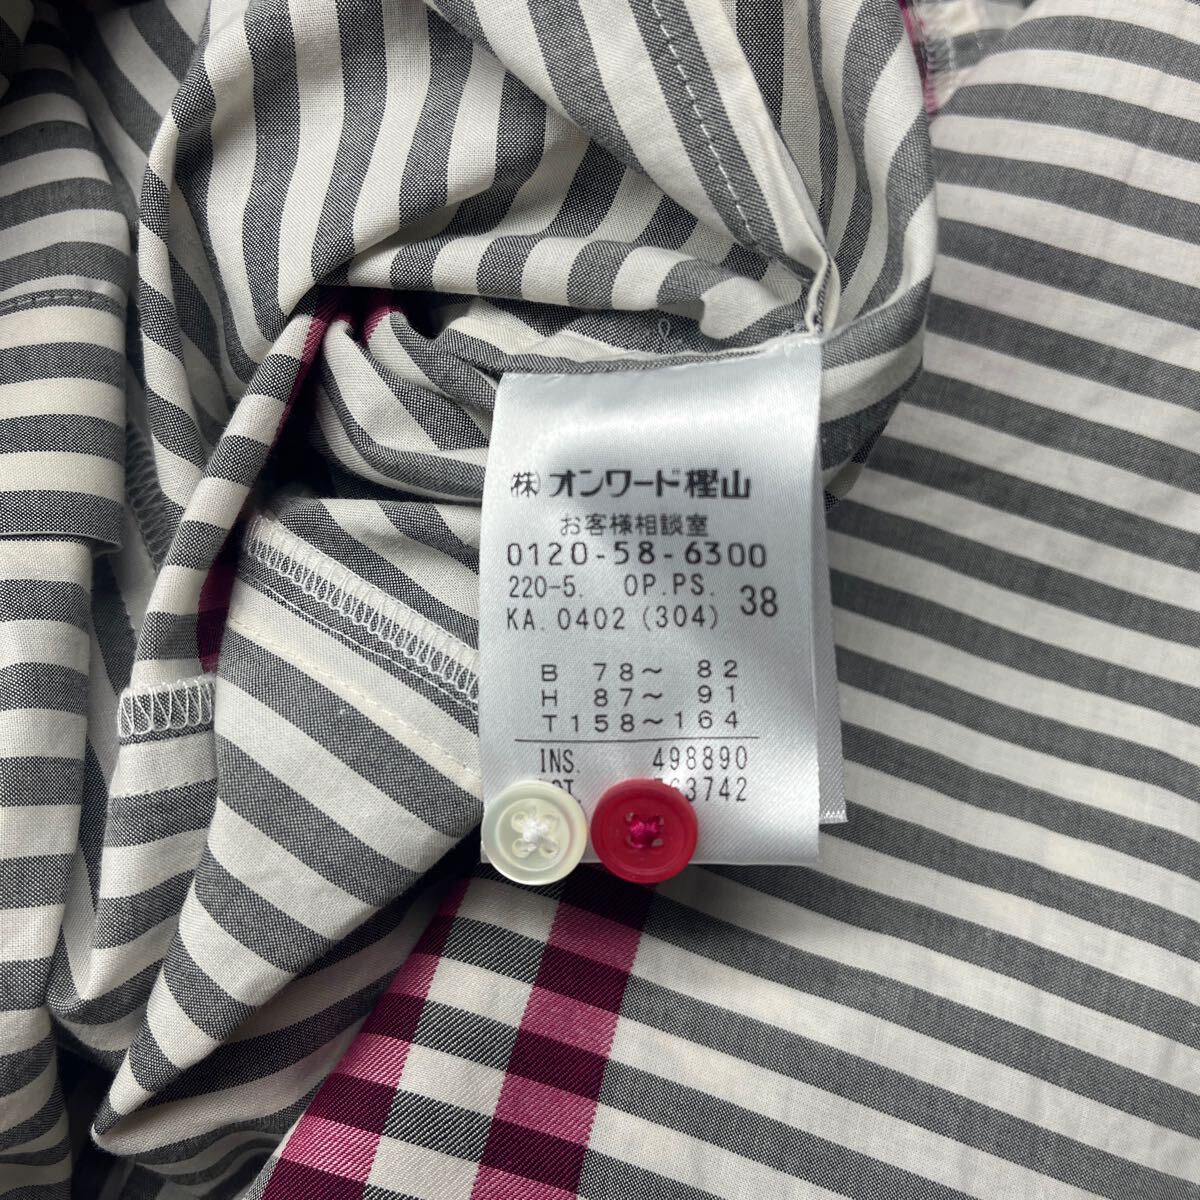 ㈱オンワード樫山
お客様相談室
0120-58-6300
220-5. OP.PS. 38
KA. 0402 (304)
B 78～ 82
H 87～ 91
T158～164
INS. 498890
63742